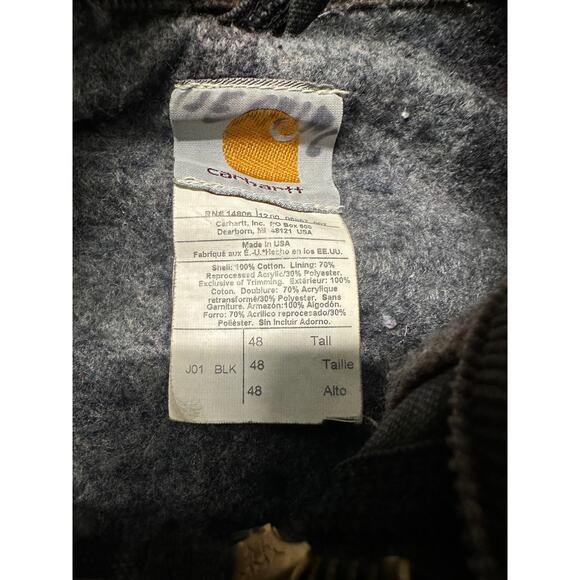 carhartt
RN# 14806 12/00
Carhartt, Inc. PO Box 600
Dearborn, MI 48121 USA
Made in USA
Fabriqué aux É.-U.*Hecho en los EE.UU.
Shell: 100% Cotton. Lining: 70%
Reprocessed Acrylic/30% Polyester.
Exclusive of Trimming. Extérieur: 100%
Coton. Doublure: 70% Acrylique
retransformé/30% Polyester. Sans
Garniture. Armazón: 100% Algodón.
Forro: 70% Acrílico reprocesado/30%
Poliéster. Sin Incluir Adorno.
48 Tall
J01 BLK 48 Taille
48 Alto